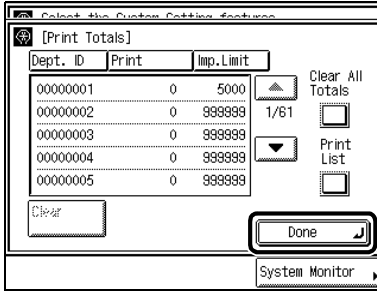 Select the Custom Setting features
[Print Totals]
Dept. ID Print Imp.Limit
00000001 0 5000
00000002 0 999999
00000003 0 999999
00000004 0 999999
00000005 0 999999
1/61
Clear All
Totals
Print
List
Clear
Done
System Monitor